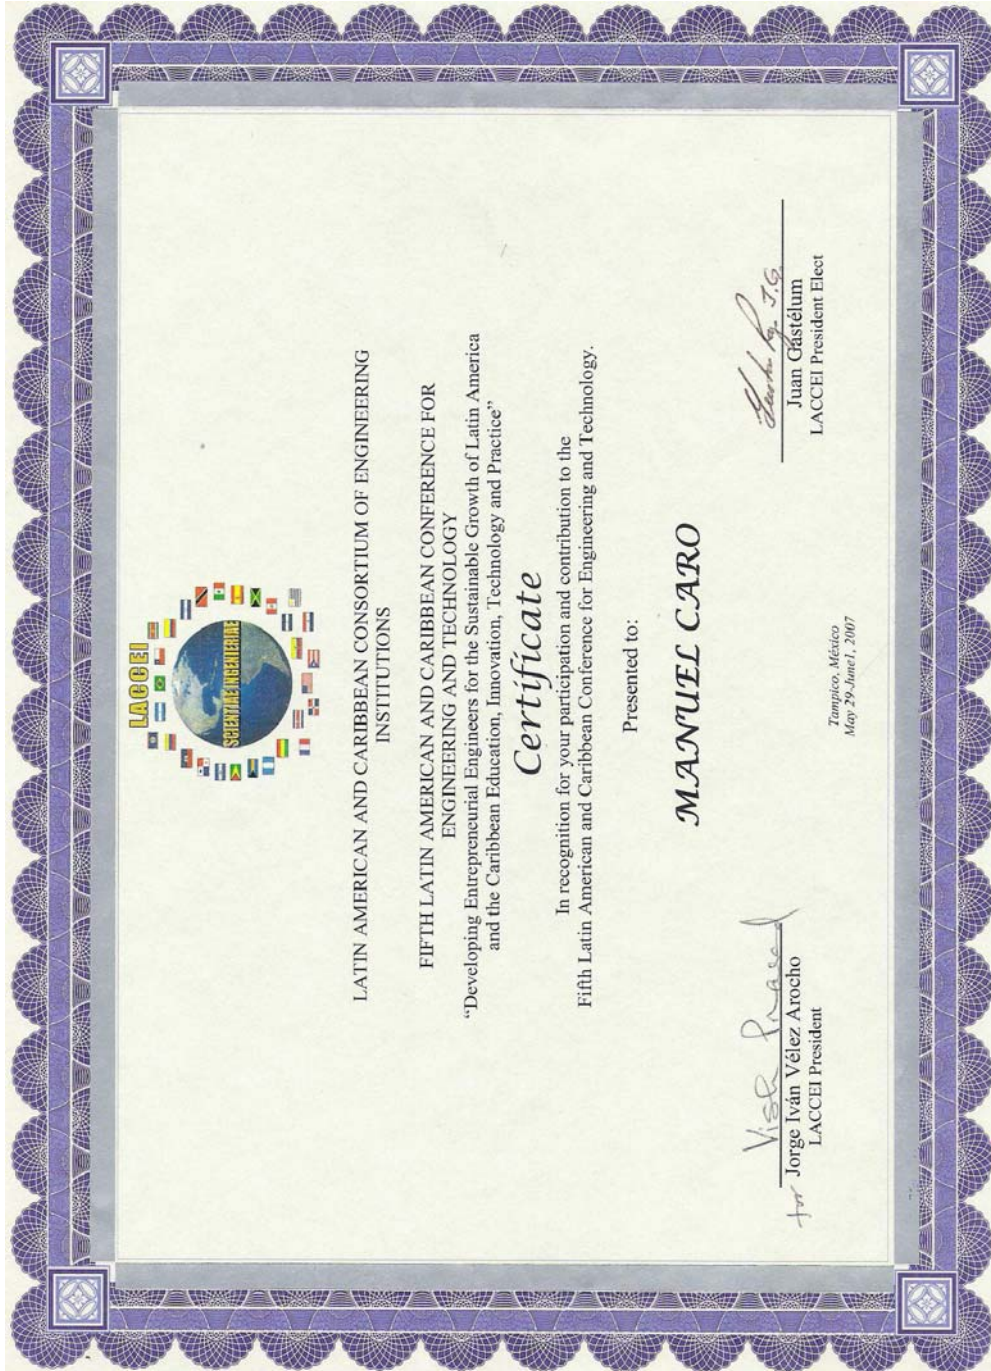 LACCEI
SCIENTIAE INGENIERIAE
LATIN AMERICAN AND CARIBBEAN CONSORTIUM OF ENGINEERING
INSTITUTIONS
FIFTH LATIN AMERICAN AND CARIBBEAN CONFERENCE FOR
ENGINEERING AND TECHNOLOGY
“Developing Entrepreneurial Engineers for the Sustainable Growth of Latin America
and the Caribbean Education, Innovation, Technology and Practice”
Certificate
In recognition for your participation and contribution to the
Fifth Latin American and Caribbean Conference for Engineering and Technology.
Presented to:
MANUEL CARO
for
Jorge Iván Vélez Arocho
LACCEI President
J.G.
Juan Gastélum
LACCEI President Elect
Tampico, México
May 29-June1, 2007